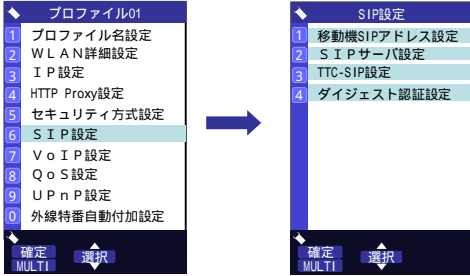 プロファイル01
1 プロファイル名設定
2 ＷＬＡＮ詳細設定
3 ＩＰ設定
4 HTTP Proxy設定
5 セキュリティ方式設定
6 ＳＩＰ設定
7 ＶｏＩＰ設定
8 ＱｏＳ設定
9 ＵＰｎＰ設定
0 外線特番自動付加設定
確定 選択
MULTI
SIP設定
1 移動機SIPアドレス設定
2 ＳＩＰサーバ設定
3 TTC-SIP設定
4 ダイジェスト認証設定
確定 選択
MULTI